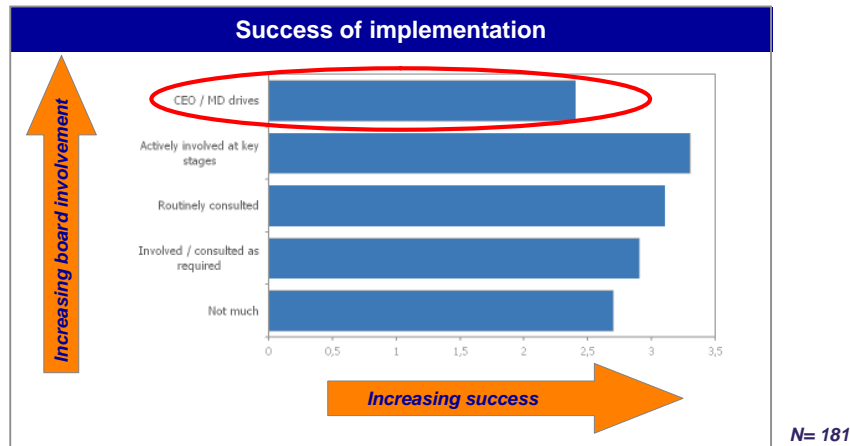 Success of implementation
Increasing board involvement
CEO / MD drives
Actively involved at key
stages
Routinely consulted
Involved / consulted as
required
Not much
0 0,5 1 1,5 2 2,5 3 3,5
Increasing success
N= 181